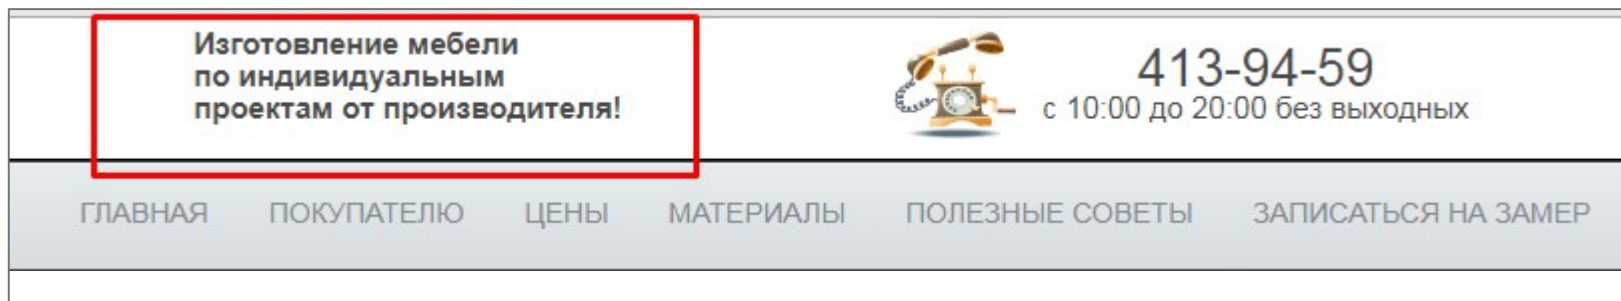 Изготовление мебели
по индивидуальным
проектам от производителя!
413-94-59
с 10:00 до 20:00 без выходных
ГЛАВНАЯ ПОКУПАТЕЛЮ ЦЕНЫ МАТЕРИАЛЫ ПОЛЕЗНЫЕ СОВЕТЫ ЗАПИСАТЬСЯ НА ЗАМЕР